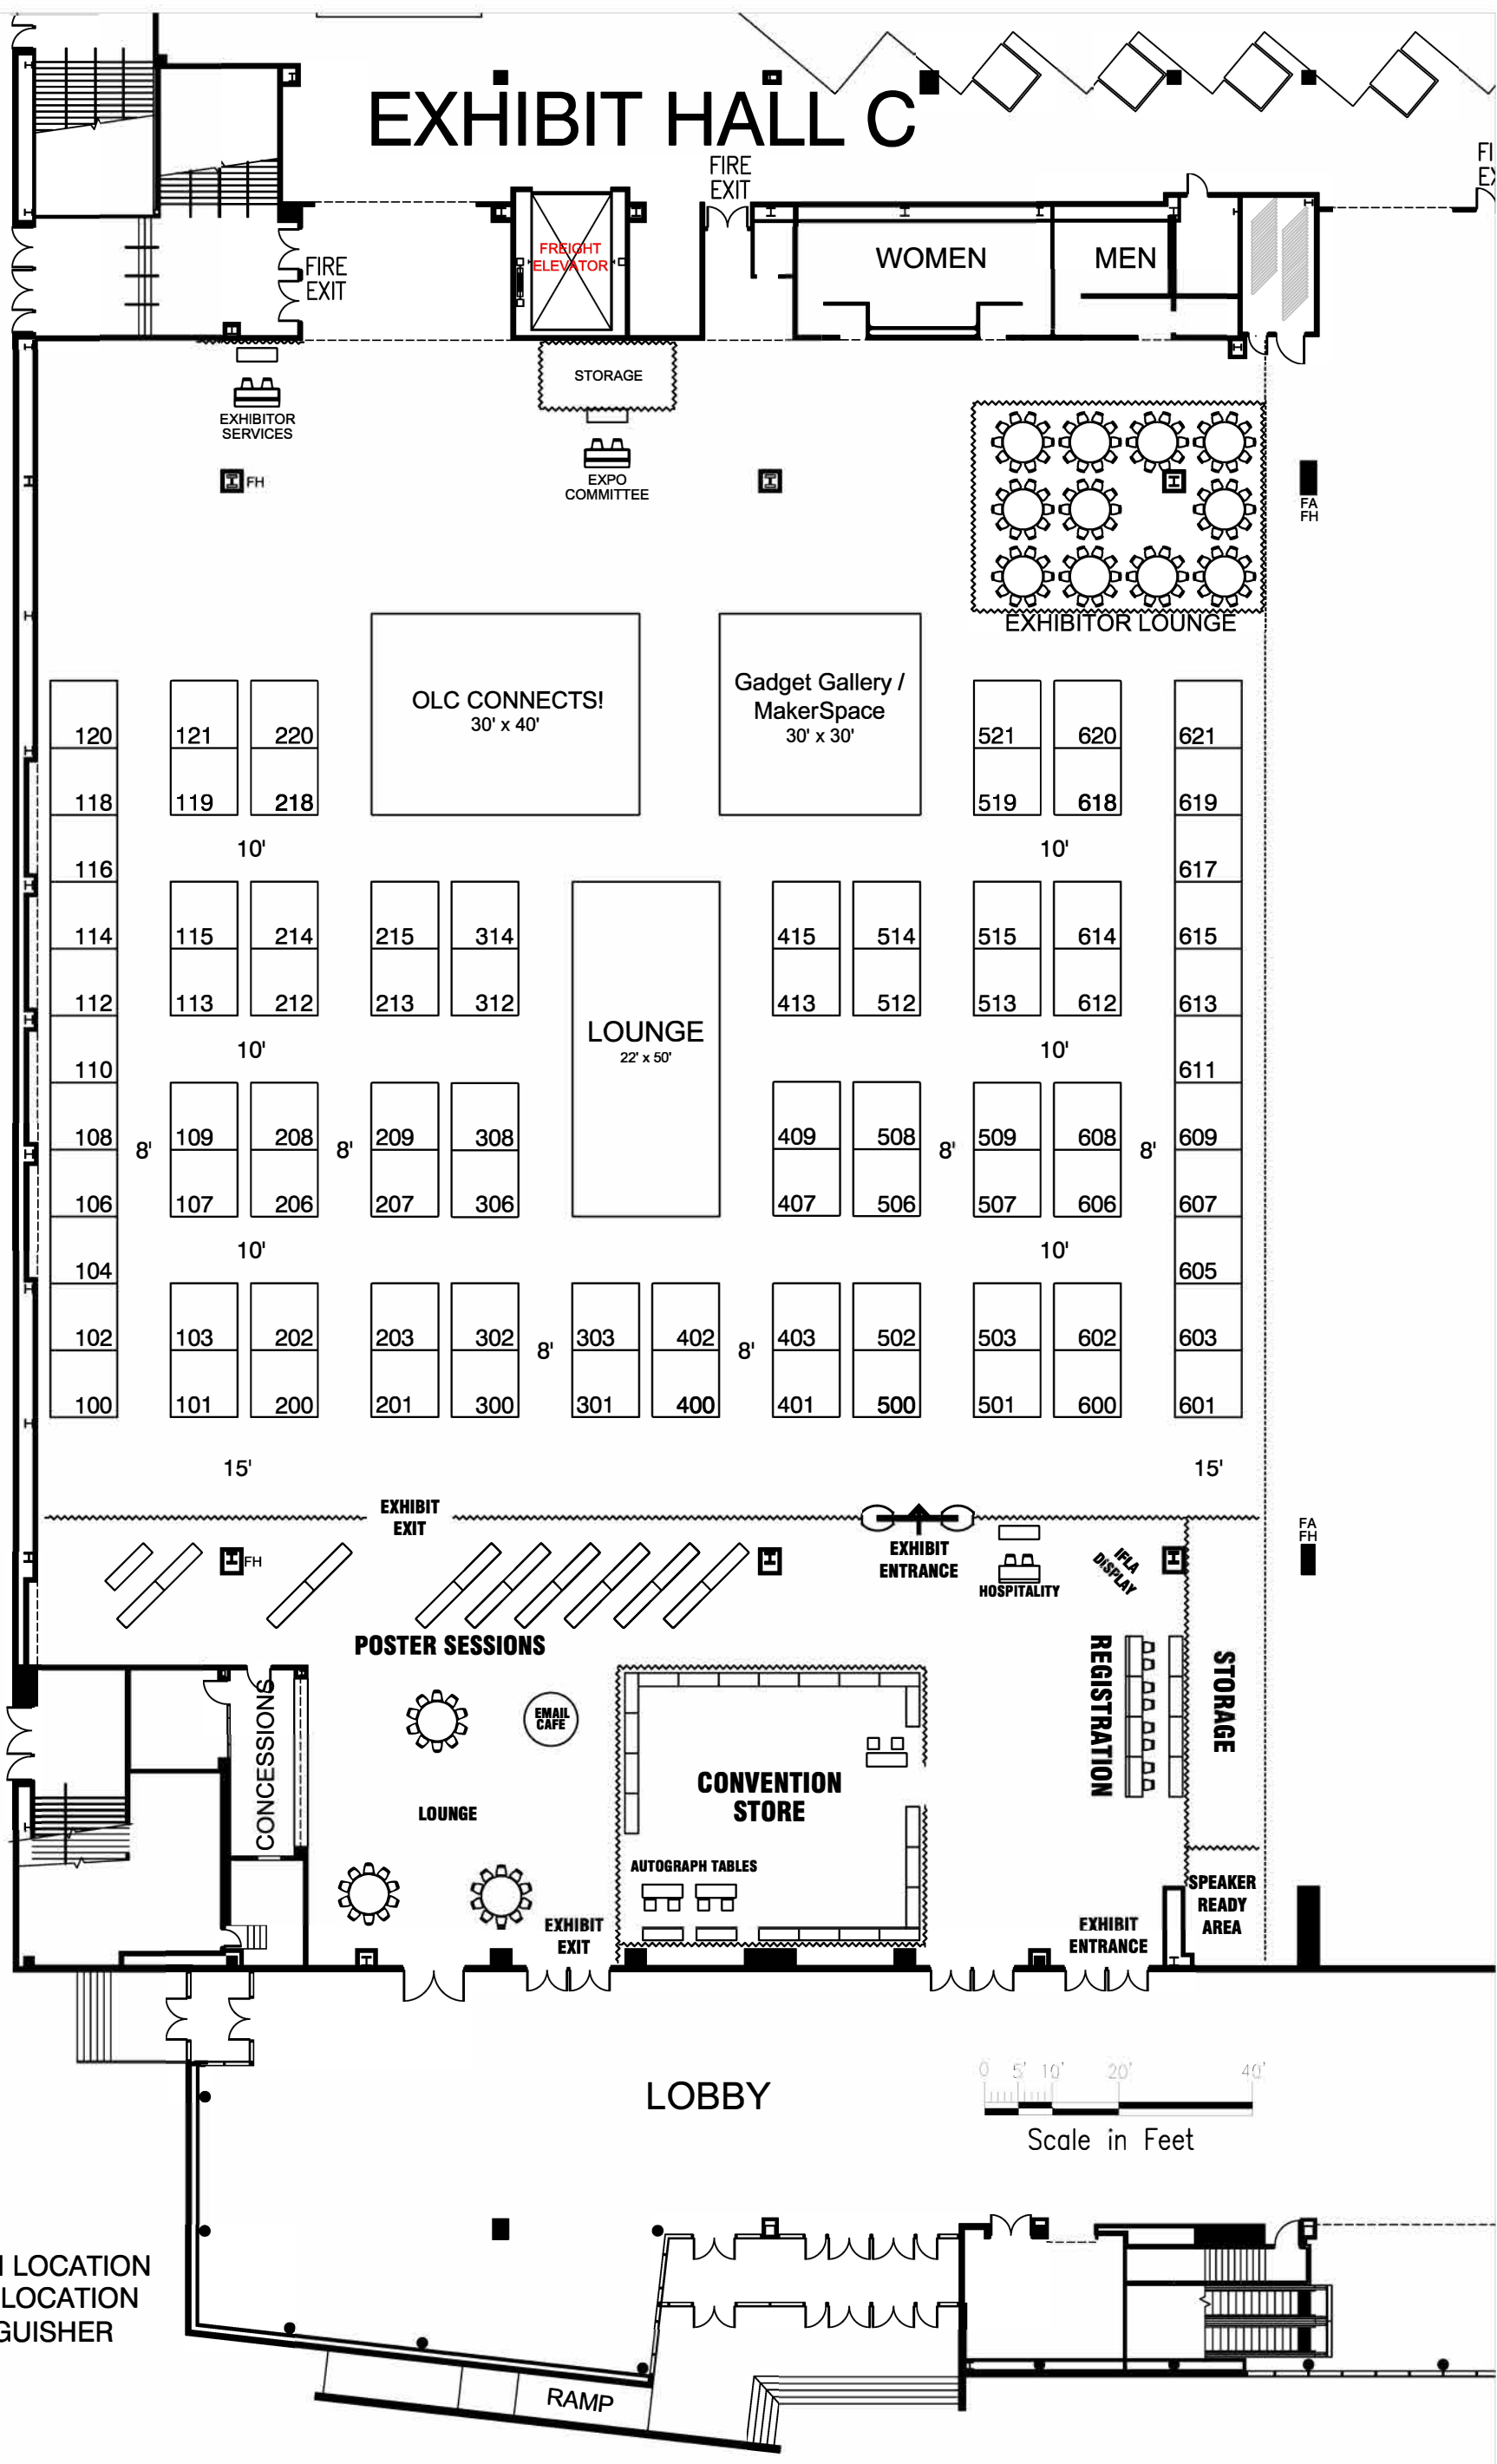 EXHIBIT HALL C
FIRE
EXIT
FI
EX
FIRE
EXIT
FREIGHT
ELEVATOR
WOMEN
MEN
STORAGE
EXHIBITOR
SERVICES
EXPO
COMMITTEE
FH
FA
FH
EXHIBITOR LOUNGE
OLC CONNECTS!
30' x 40'
Gadget Gallery /
MakerSpace
30' x 30'
120 121 220 521 620 621
118 119 218 519 618 619
10' 10'
116 617
114 115 214 215 314 415 514 515 614 615
112 113 212 213 312 413 512 513 612 613
LOUNGE
22' x 50'
10' 10'
110 611
108 109 208 209 308 409 508 509 608 609
8' 8' 8' 8'
106 107 206 207 306 407 506 507 606 607
10' 10'
104 605
102 103 202 203 302 303 402 403 502 503 602 603
8' 8'
100 101 200 201 300 301 400 401 500 501 600 601
15' 15'
EXHIBIT
EXIT
EXHIBIT
ENTRANCE
HOSPITALITY
IFLA
DISPLAY
FA
FH
FH
POSTER SESSIONS
REGISTRATION
STORAGE
CONCESSIONS
EMAIL
CAFE
LOUNGE
CONVENTION
STORE
AUTOGRAPH TABLES
EXHIBIT
EXIT
EXHIBIT
ENTRANCE
SPEAKER
READY
AREA
LOBBY
0 5' 10' 20' 40'
Scale in Feet
LOCATION
LOCATION
GUISHER
RAMP